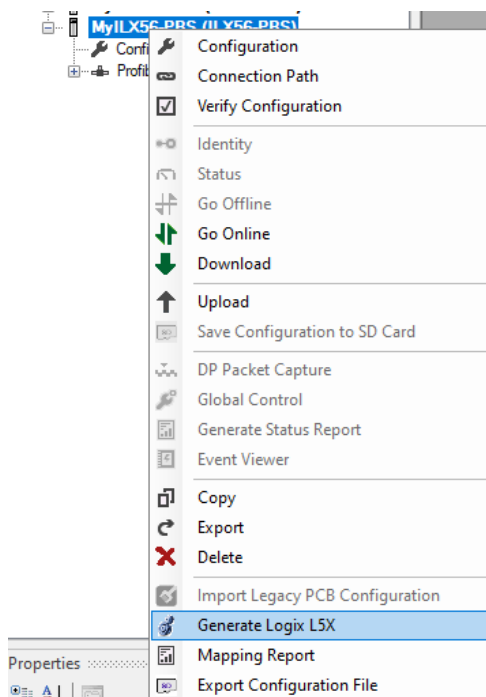 MyILX56-PBS (ILX56-PBS)
Confi
Profib
Configuration
Connection Path
Verify Configuration
Identity
Status
Go Offline
Go Online
Download
Upload
Save Configuration to SD Card
DP Packet Capture
Global Control
Generate Status Report
Event Viewer
Copy
Export
Delete
Import Legacy PCB Configuration
Generate Logix L5X
Mapping Report
Export Configuration File
Properties